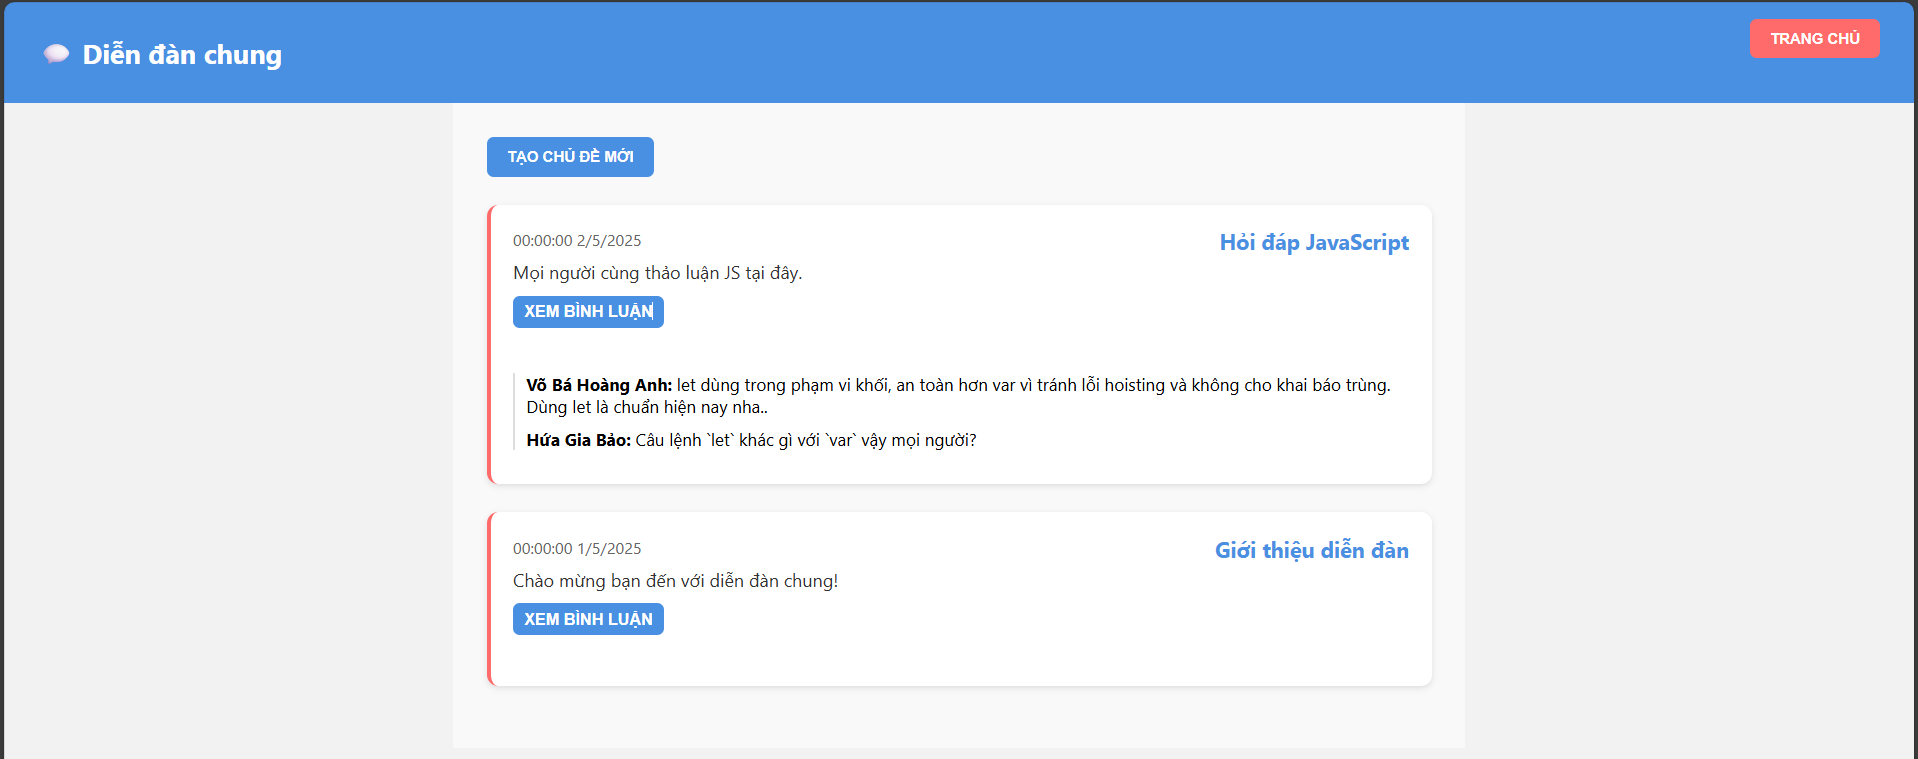 Diễn đàn chung
TRANG CHỦ
TẠO CHỦ ĐỀ MỚI
00:00:00 2/5/2025
Hỏi đáp JavaScript
Mọi người cùng thảo luận JS tại đây.
XEM BÌNH LUẬN
Võ Bá Hoàng Anh: let dùng trong phạm vi khối, an toàn hơn var vì tránh lỗi hoisting và không cho khai báo trùng.
Dùng let là chuẩn hiện nay nha..
Hứa Gia Bảo: Câu lệnh `let` khác gì với `var` vậy mọi người?
00:00:00 1/5/2025
Giới thiệu diễn đàn
Chào mừng bạn đến với diễn đàn chung!
XEM BÌNH LUẬN